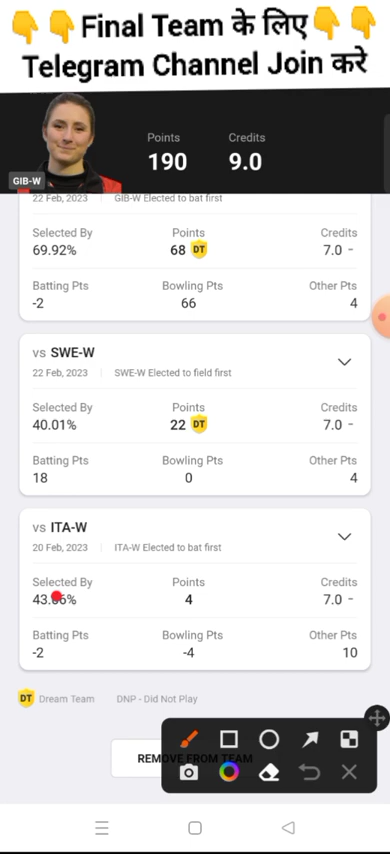 👇👇Final Team के लिए👇👇
Telegram Channel Join करे
Points Credits
190 9.0
GIB-W
22 Feb, 2023 GIB-W Elected to bat first
Selected By Points Credits
69.92% 68 DT 7.0 -
Batting Pts Bowling Pts Other Pts
-2 66 4
vs SWE-W
22 Feb, 2023 SWE-W Elected to field first
Selected By Points Credits
40.01% 22 DT 7.0 -
Batting Pts Bowling Pts Other Pts
18 0 4
vs ITA-W
20 Feb, 2023 ITA-W Elected to bat first
Selected By Points Credits
4 7.0 -
Batting Pts Bowling Pts Other Pts
-2 -4 10
DT Dream Team DNP - Did Not Play
REMOVE FROM TEAM